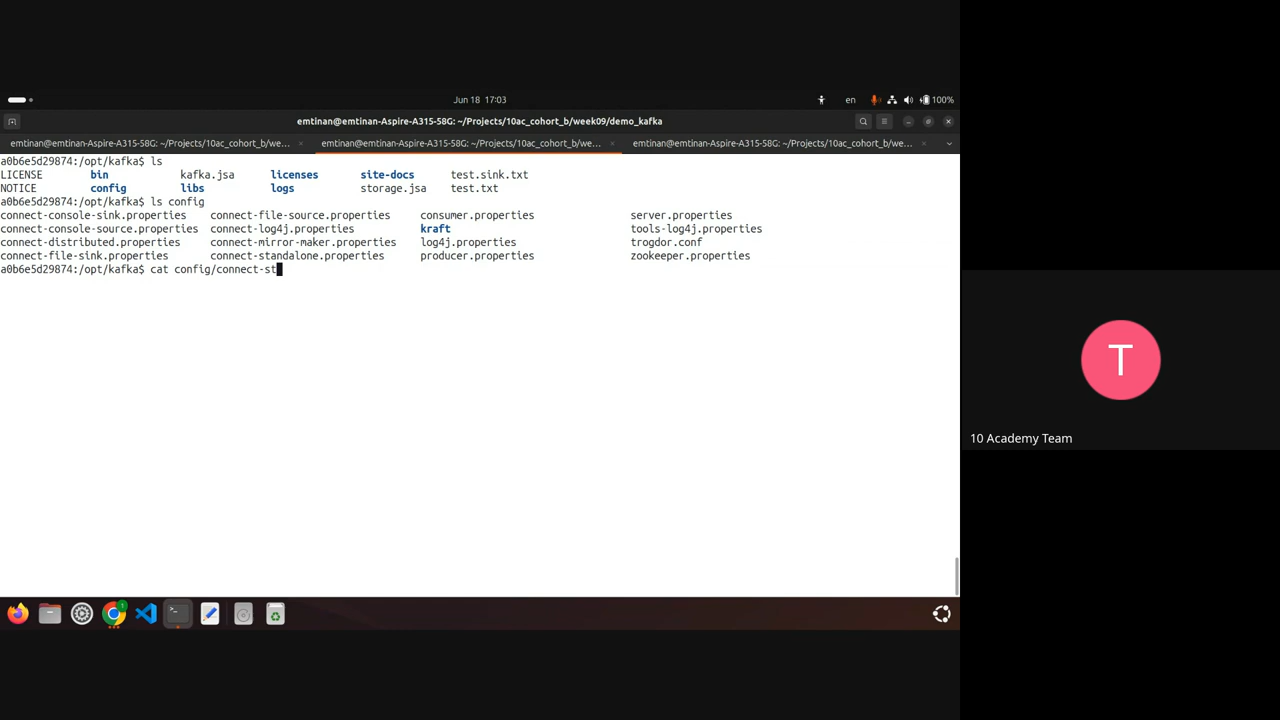 Jun 18 17:03
en
100%
emtinan@emtinan-Aspire-A315-58G: ~/Projects/10ac_cohort_b/week09/demo_kafka
emtinan@emtinan-Aspire-A315-58G: ~/Projects/10ac_cohort_b/we... × emtinan@emtinan-Aspire-A315-58G: ~/Projects/10ac_cohort_b/we... × emtinan@emtinan-Aspire-A315-58G: ~/Projects/10ac_cohort_b/we... ×
a0b6e5d29874:/opt/kafka$ ls
LICENSE bin kafka.jsa licenses site-docs test.sink.txt
NOTICE config libs logs storage.jsa test.txt
a0b6e5d29874:/opt/kafka$ ls config
connect-console-sink.properties connect-file-source.properties consumer.properties server.properties
connect-console-source.properties connect-log4j.properties kraft tools-log4j.properties
connect-distributed.properties connect-mirror-maker.properties log4j.properties trogdor.conf
connect-file-sink.properties connect-standalone.properties producer.properties zookeeper.properties
a0b6e5d29874:/opt/kafka$ cat config/connect-st
T
10 Academy Team
1